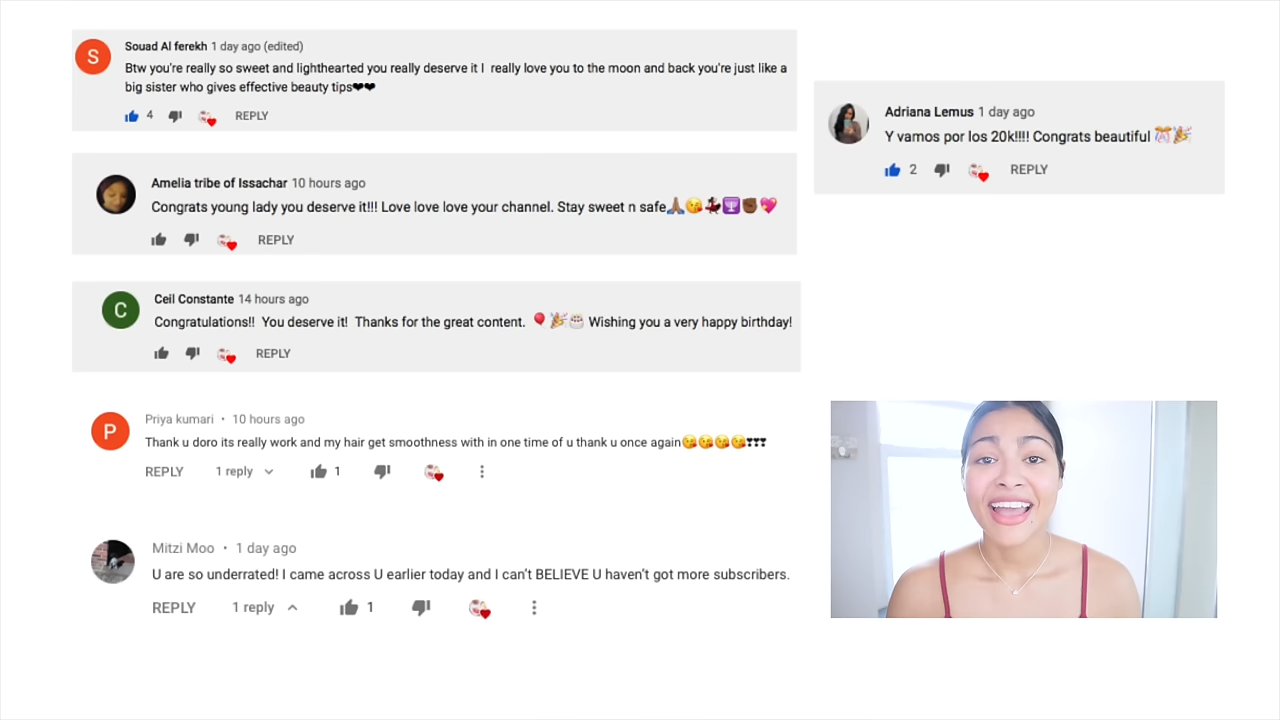 S
Souad Al ferekh 1 day ago (edited)
Btw you're really so sweet and lighthearted you really deserve it I really love you to the moon and back you're just like a
big sister who gives effective beauty tips❤❤
4 REPLY
Amelia tribe of Issachar 10 hours ago
Congrats young lady you deserve it!!! Love love love your channel. Stay sweet n safe🙏🏽😘💃🏿🕎✊🏿💖
REPLY
C
Ceil Constante 14 hours ago
Congratulations!! You deserve it! Thanks for the great content. 🎈🎉🎂 Wishing you a very happy birthday!
REPLY
P
Priya kumari • 10 hours ago
Thank u doro its really work and my hair get smoothness with in one time of u thank u once again😘😘😘😘❣❣❣
REPLY 1 reply 1
Mitzi Moo • 1 day ago
U are so underrated! I came across U earlier today and I can't BELIEVE U haven't got more subscribers.
REPLY 1 reply 1
Adriana Lemus 1 day ago
Y vamos por los 20k!!!! Congrats beautiful 🎊🎉
2 REPLY